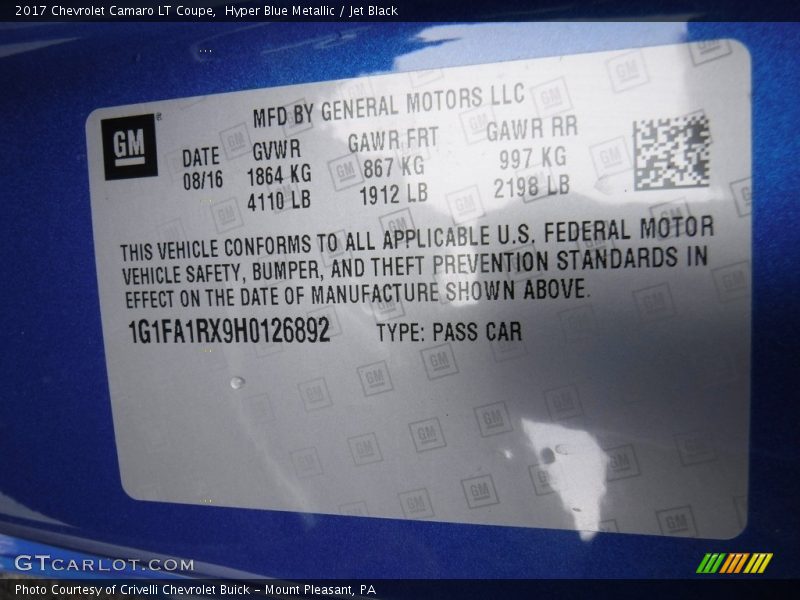 2017 Chevrolet Camaro LT Coupe,  Hyper Blue Metallic / Jet Black
GM®
MFD BY GENERAL MOTORS LLC
DATE GVWR GAWR FRT GAWR RR
08/16 1864 KG 867 KG 997 KG
4110 LB 1912 LB 2198 LB
THIS VEHICLE CONFORMS TO ALL APPLICABLE U.S. FEDERAL MOTOR
VEHICLE SAFETY, BUMPER, AND THEFT PREVENTION STANDARDS IN
EFFECT ON THE DATE OF MANUFACTURE SHOWN ABOVE.
1G1FA1RX9H0126892 TYPE: PASS CAR
GTCARLOT.COM
Photo Courtesy of Crivelli Chevrolet Buick – Mount Pleasant, PA